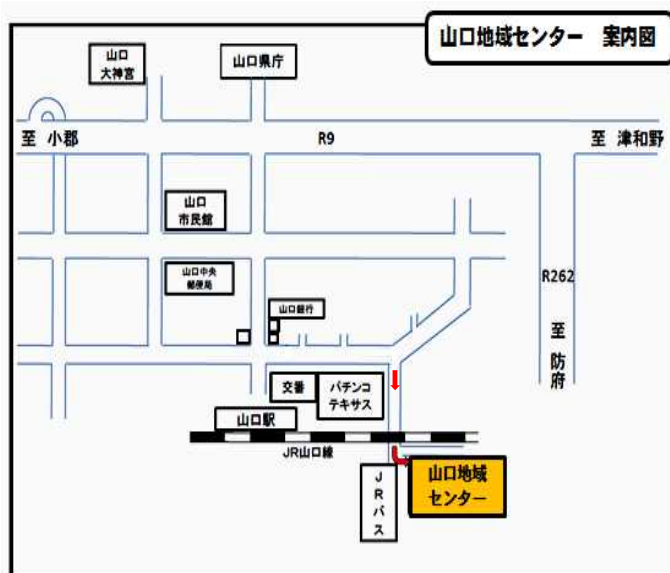 山口地域センター 案内図
山口
大神宮
山口県庁
至 小郡
R9
至 津和野
山口
市民館
山口中央
郵便局
山口銀行
R262
至 防府
交番
パチンコ
テキサス
山口駅
JR山口線
JRバス
山口地域
センター